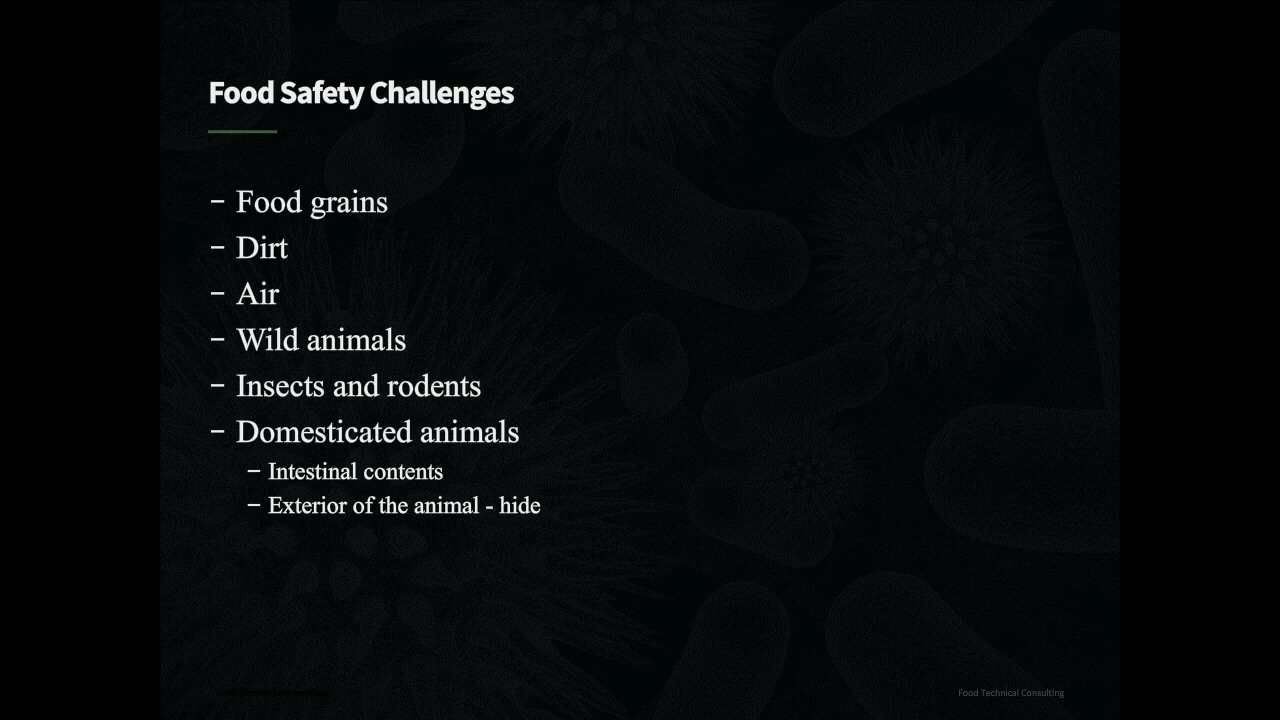 Food Safety Challenges
– Food grains
– Dirt
– Air
– Wild animals
– Insects and rodents
– Domesticated animals
– Intestinal contents
– Exterior of the animal - hide
Food Technical Consulting